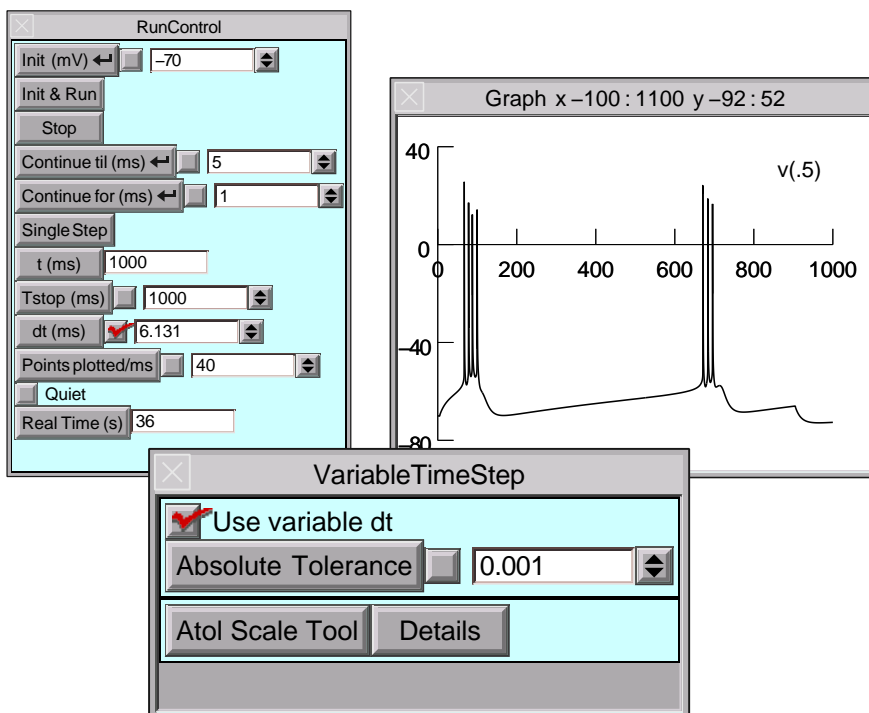 RunControl
Init (mV) –70
Init & Run
Stop
Continue til (ms) 5
Continue for (ms) 1
Single Step
t (ms) 1000
Tstop (ms) 1000
dt (ms) 6.131
Points plotted/ms 40
Quiet
Real Time (s) 36
Graph x –100 : 1100 y –92 : 52
40
v(.5)
0
0 200 400 600 800 1000
–40
–80
VariableTimeStep
Use variable dt
Absolute Tolerance 0.001
Atol Scale Tool Details